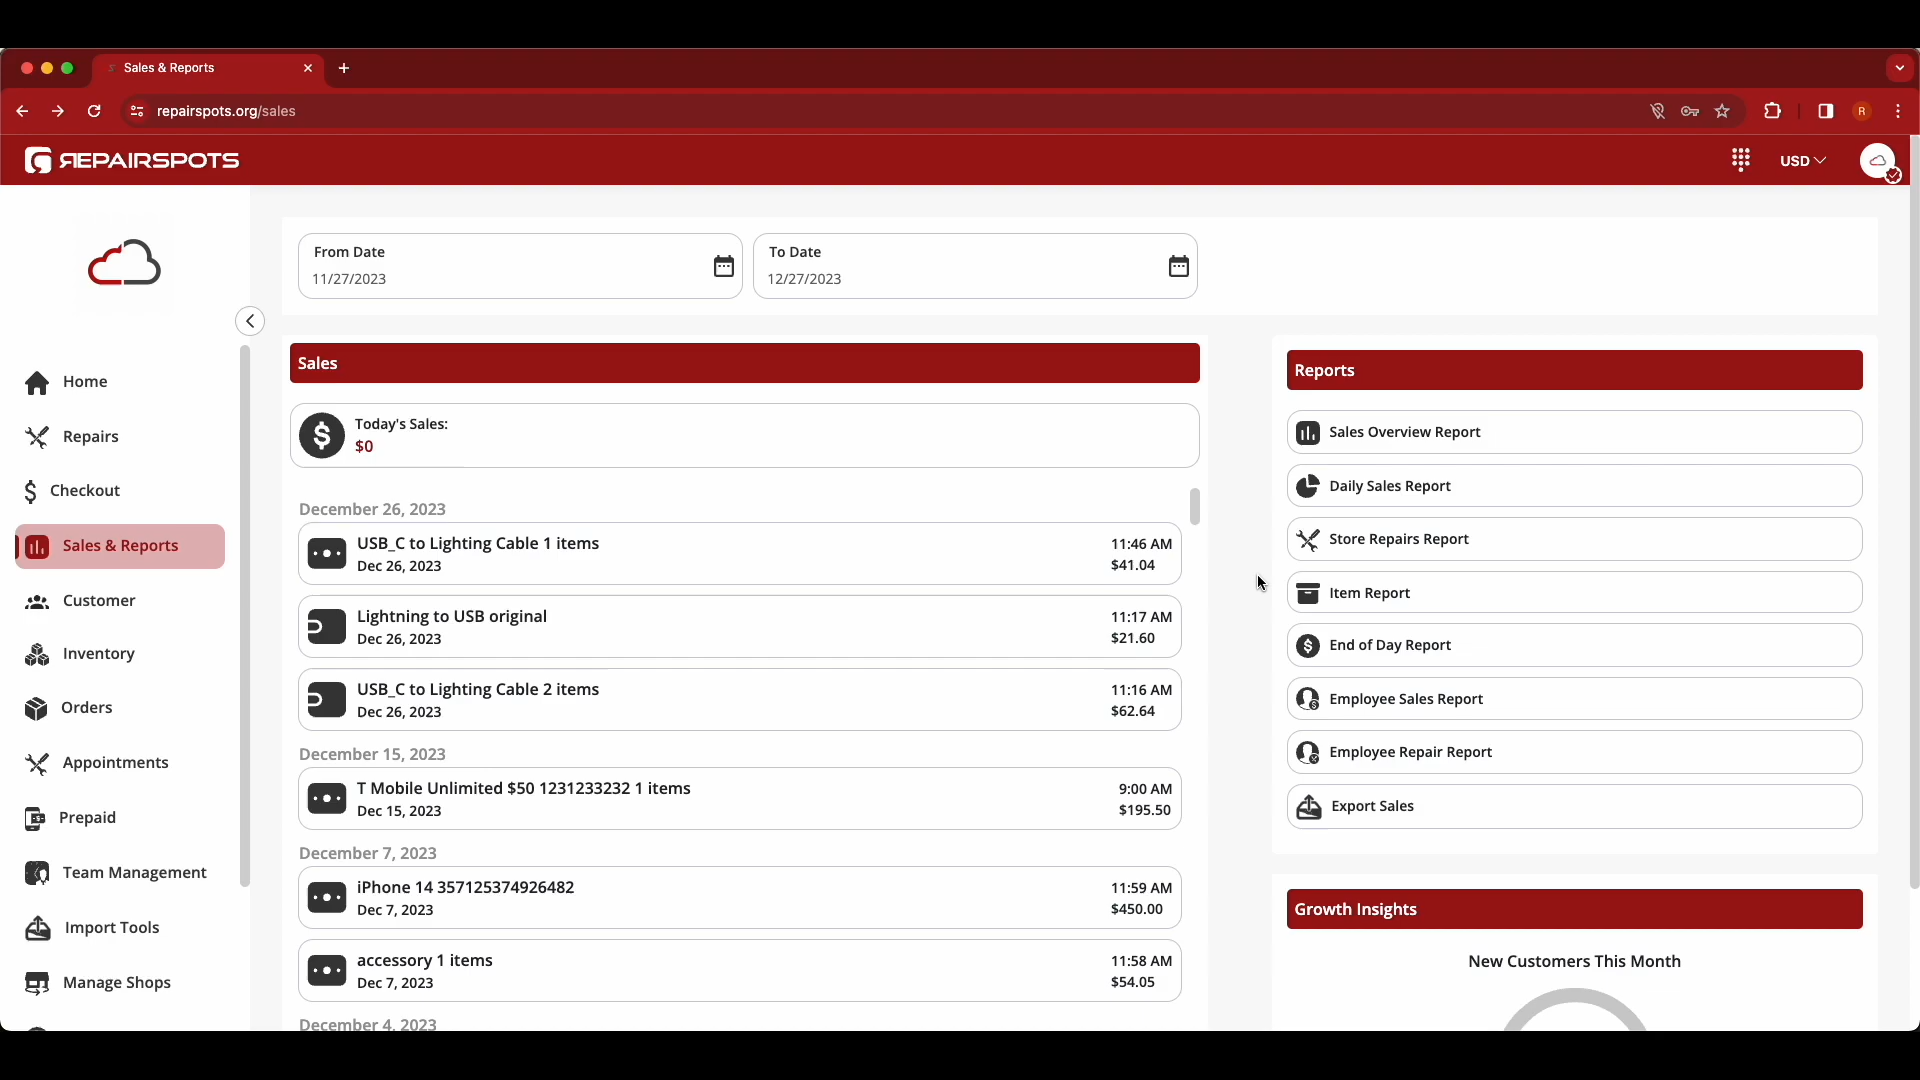 Sales & Reports
repairspots.org/sales
REPAIRSPOTS
USD
R
From Date
11/27/2023
To Date
12/27/2023
Home
Repairs
Checkout
Sales & Reports
Customer
Inventory
Orders
Appointments
Prepaid
Team Management
Import Tools
Manage Shops
Sales
Today's Sales:
$0
December 26, 2023
USB_C to Lighting Cable 1 items
11:46 AM
Dec 26, 2023
$41.04
Lightning to USB original
11:17 AM
Dec 26, 2023
$21.60
USB_C to Lighting Cable 2 items
11:16 AM
Dec 26, 2023
$62.64
December 15, 2023
T Mobile Unlimited $50 1231233232 1 items
9:00 AM
Dec 15, 2023
$195.50
December 7, 2023
iPhone 14 357125374926482
11:59 AM
Dec 7, 2023
$450.00
accessory 1 items
11:58 AM
Dec 7, 2023
$54.05
December 4, 2023
Reports
Sales Overview Report
Daily Sales Report
Store Repairs Report
Item Report
End of Day Report
Employee Sales Report
Employee Repair Report
Export Sales
Growth Insights
New Customers This Month